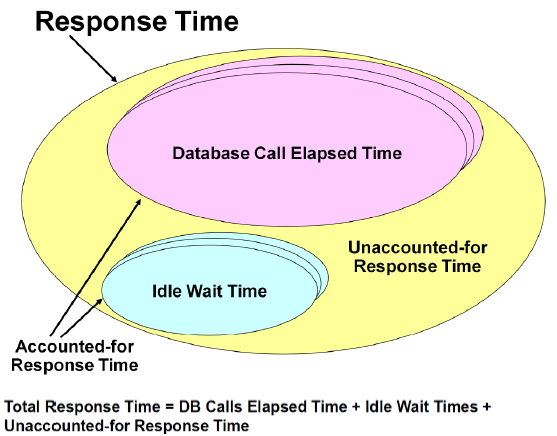 Response Time
Database Call Elapsed Time
Unaccounted-for
Response Time
Idle Wait Time
Accounted-for
Response Time
Total Response Time = DB Calls Elapsed Time + Idle Wait Times +
Unaccounted-for Response Time